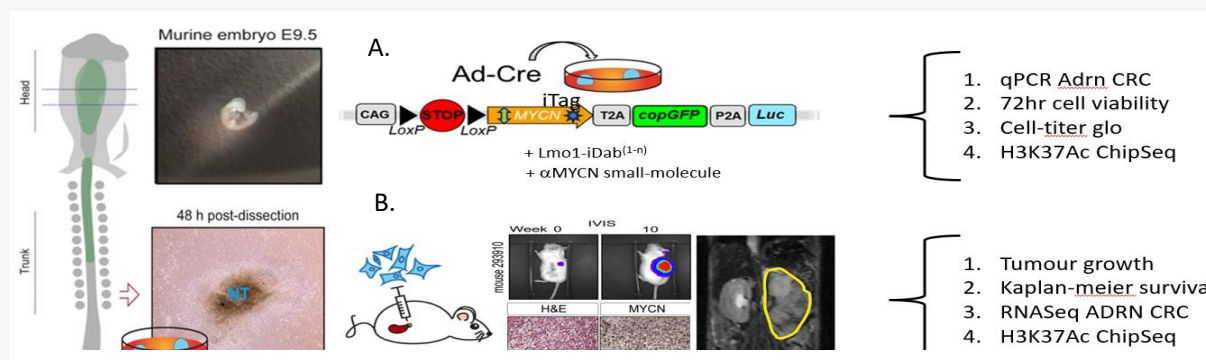 Murine embryo E9.5
Head
48 h post-dissection
Trunk
NT
A.
Ad-Cre
iTag
CAG
LoxP
STOP
LoxP
MYCN
T2A
copGFP
P2A
Luc
+ Lmo1-iDab(1-n)
+ αMYCN small-molecule
1. qPCR Adrn CRC
2. 72hr cell viability
3. Cell-titer glo
4. H3K37Ac ChipSeq
B.
IVIS
Week 0 10
mouse 293910
H&E
MYCN
1. Tumour growth
2. Kaplan-meier surviva
3. RNASeq ADRN CRC
4. H3K37Ac ChipSeq